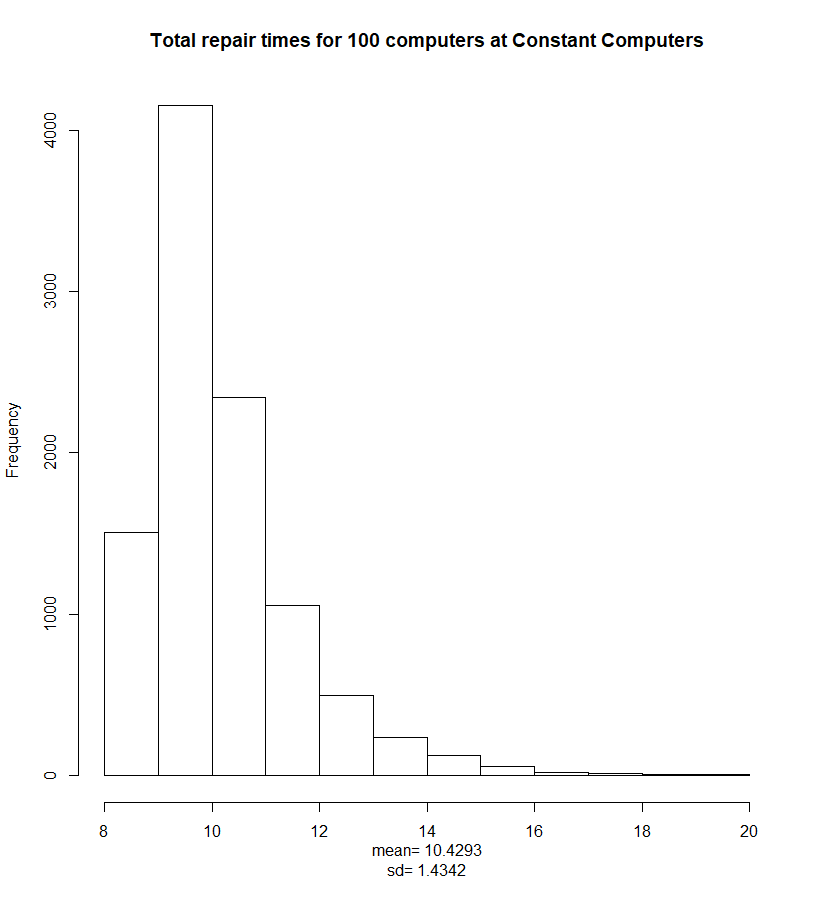 Total repair times for 100 computers at Constant Computers
4000
3000
2000
1000
0
Frequency
8 10 12 14 16 18 20
mean= 10.4293
sd= 1.4342